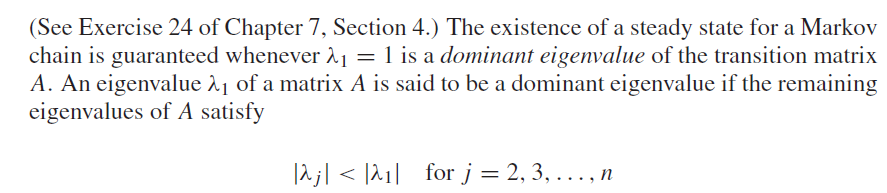 (See Exercise 24 of Chapter 7, Section 4.) The existence of a steady state for a Markov
chain is guaranteed whenever λ₁ = 1 is a dominant eigenvalue of the transition matrix
A. An eigenvalue λ₁ of a matrix A is said to be a dominant eigenvalue if the remaining
eigenvalues of A satisfy
|λⱼ| < |λ₁| for j = 2, 3, . . . , n